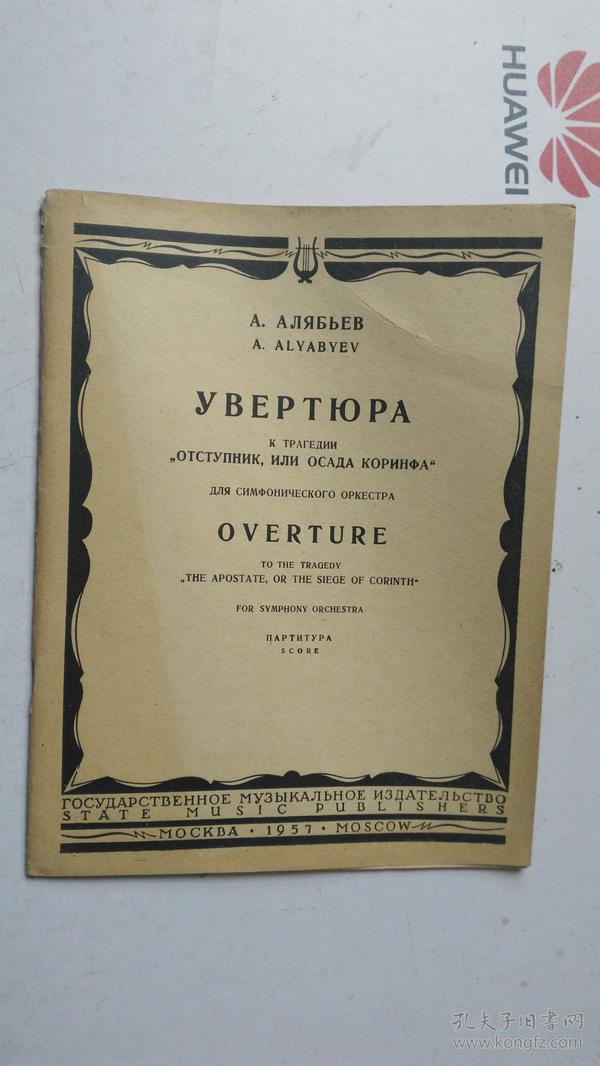 HUAWEI
А. АЛЯБЬЕВ
A. ALYABYEV
УВЕРТЮРА
К ТРАГЕДИИ
„ОТСТУПНИК, ИЛИ ОСАДА КОРИНФА“
ДЛЯ СИМФОНИЧЕСКОГО ОРКЕСТРА
OVERTURE
TO THE TRAGEDY
„THE APOSTATE, OR THE SIEGE OF CORINTH“
FOR SYMPHONY ORCHESTRA
ПАРТИТУРА
SCORE
ГОСУДАРСТВЕННОЕ МУЗЫКАЛЬНОЕ ИЗДАТЕЛЬСТВО
STATE MUSIC PUBLISHERS
МОСКВА · 1957 · MOSCOW
孔夫子旧书网
www.kongfz.com